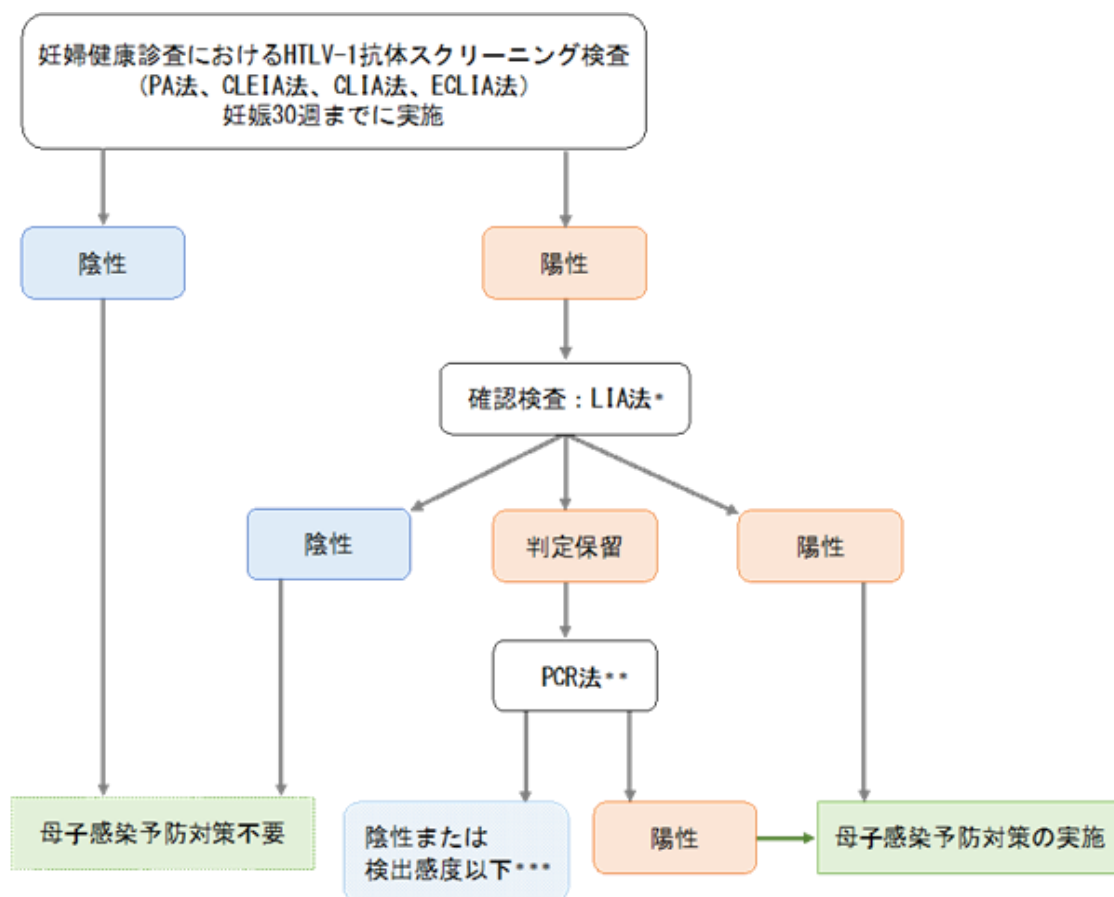 妊婦健康診査におけるHTLV-1抗体スクリーニング検査
(PA法、CLEIA法、CLIA法、ECLIA法)
妊娠30週までに実施
陰性
陽性
確認検査：LIA法*
陰性
判定保留
陽性
PCR法**
母子感染予防対策不要
陰性または
検出感度以下***
陽性
母子感染予防対策の実施